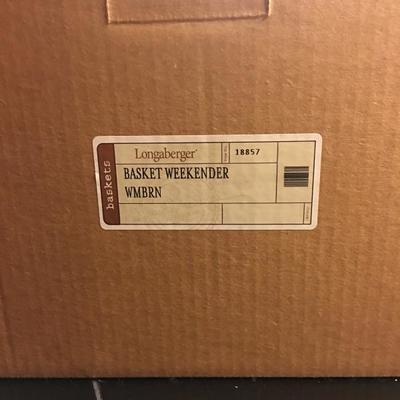 baskets
Longaberger®
18857
BASKET WEEKENDER
WMBRN